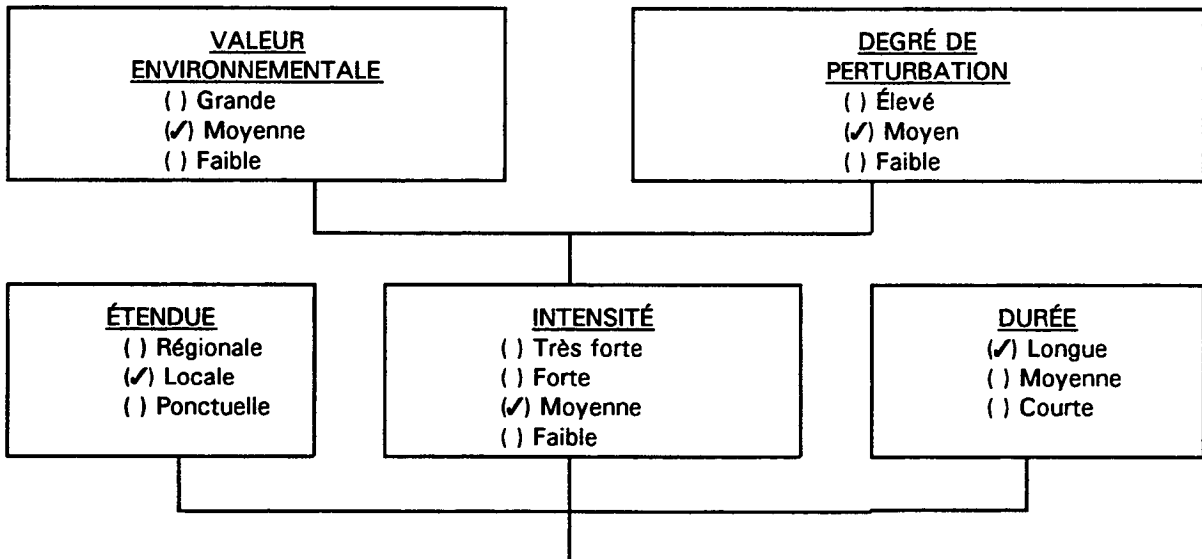 VALEUR
ENVIRONNEMENTALE
( ) Grande
(✓) Moyenne
( ) Faible
DEGRÉ DE
PERTURBATION
( ) Élevé
(✓) Moyen
( ) Faible
ÉTENDUE
( ) Régionale
(✓) Locale
( ) Ponctuelle
INTENSITÉ
( ) Très forte
( ) Forte
(✓) Moyenne
( ) Faible
DURÉE
(✓) Longue
( ) Moyenne
( ) Courte